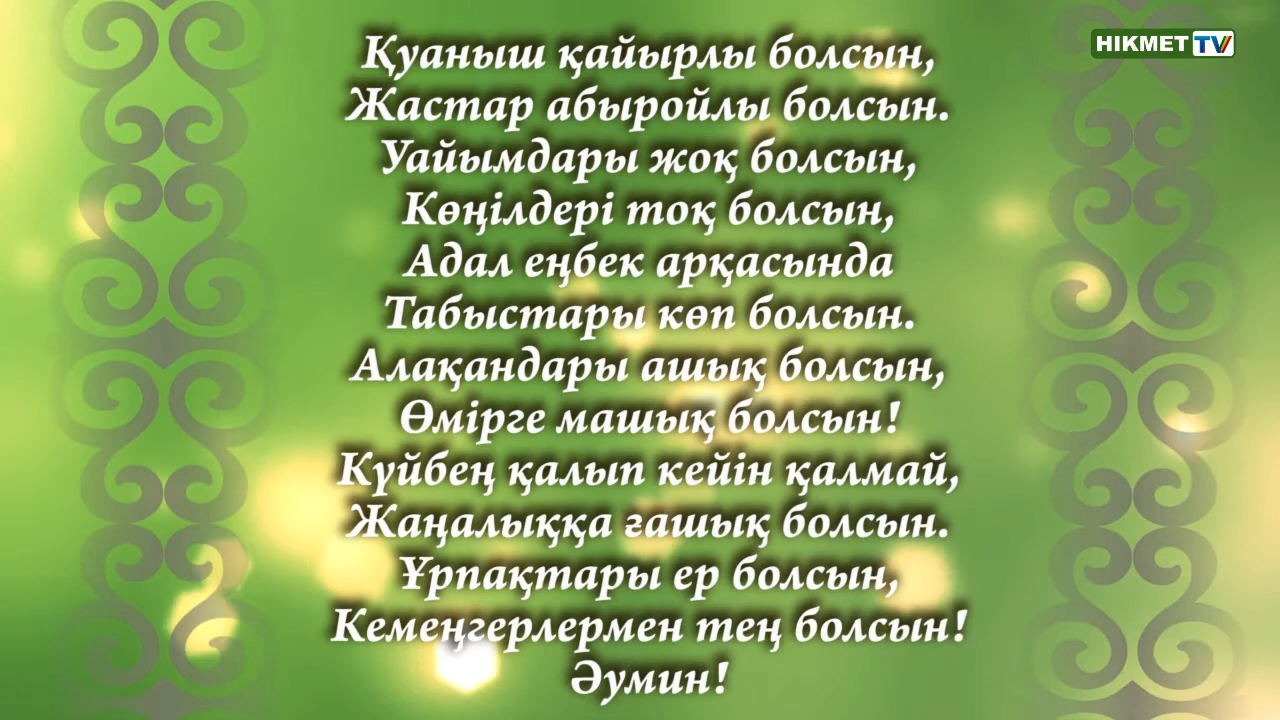 HIKMET TV
Қуаныш қайырлы болсын,
Жастар абыройлы болсын.
Уайымдары жоқ болсын,
Көңілдері тоқ болсын,
Адал еңбек арқасында
Табыстары көп болсын.
Алақандары ашық болсын,
Өмірге машық болсын!
Күйбең қалып кейін қалмай,
Жаңалыққа ғашық болсын.
Ұрпақтары ер болсын,
Кемеңгерлермен тең болсын!
Әумин!